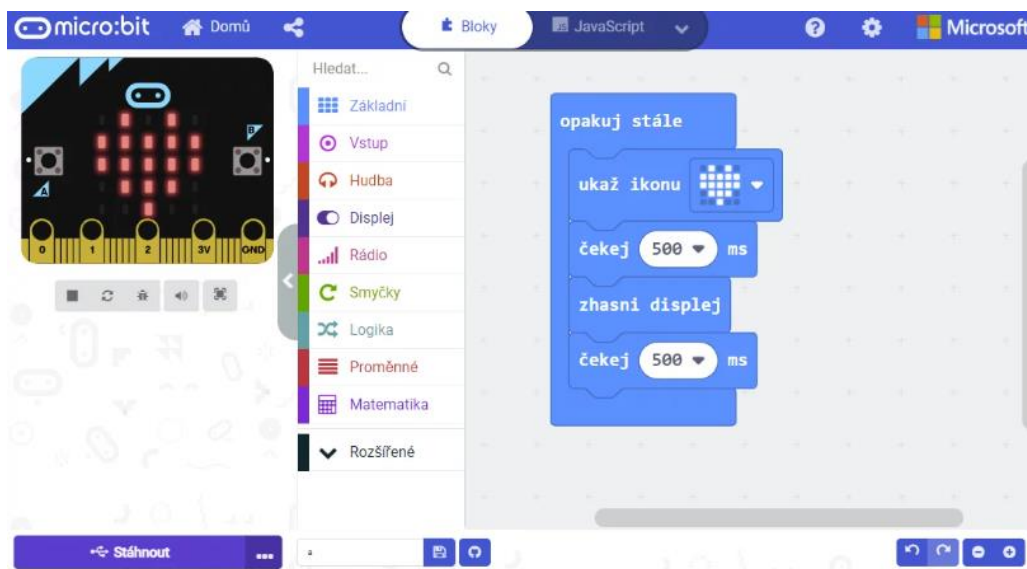 micro:bit
Domů
Bloky
JavaScript
Microsoft
Hledat...
Základní
Vstup
Hudba
Displej
Rádio
Smyčky
Logika
Proměnné
Matematika
Rozšířené
B
A
0 1 2 3V GND
opakuj stále
ukaž ikonu
čekej 500 ms
zhasni displej
čekej 500 ms
Stáhnout